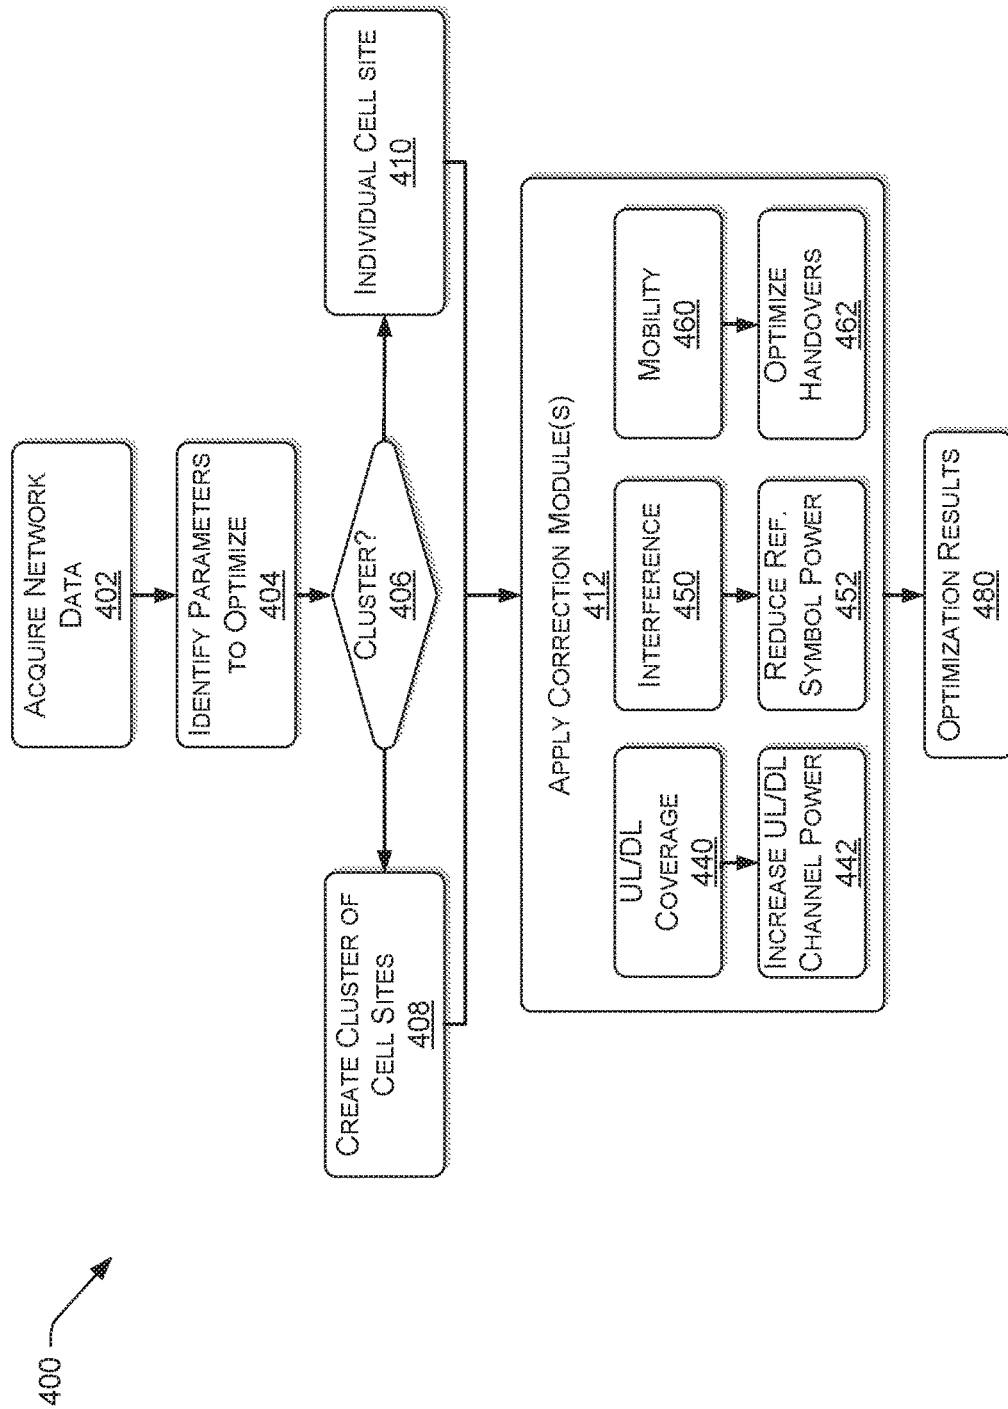 400
ACQUIRE NETWORK
DATA
402
IDENTIFY PARAMETERS
TO OPTIMIZE
404
CLUSTER?
406
CREATE CLUSTER OF
CELL SITES
408
INDIVIDUAL CELL SITE
410
APPLY CORRECTION MODULE(S)
412
UL/DL
COVERAGE
440
INCREASE UL/DL
CHANNEL POWER
442
INTERFERENCE
450
REDUCE REF.
SYMBOL POWER
452
MOBILITY
460
OPTIMIZE
HANDOVERS
462
OPTIMIZATION RESULTS
480